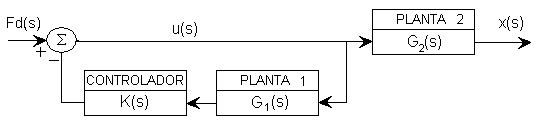 Fd(s)
Σ
+
−
u(s)
PLANTA 2
G₂(s)
x(s)
CONTROLADOR
K(s)
PLANTA 1
G₁(s)